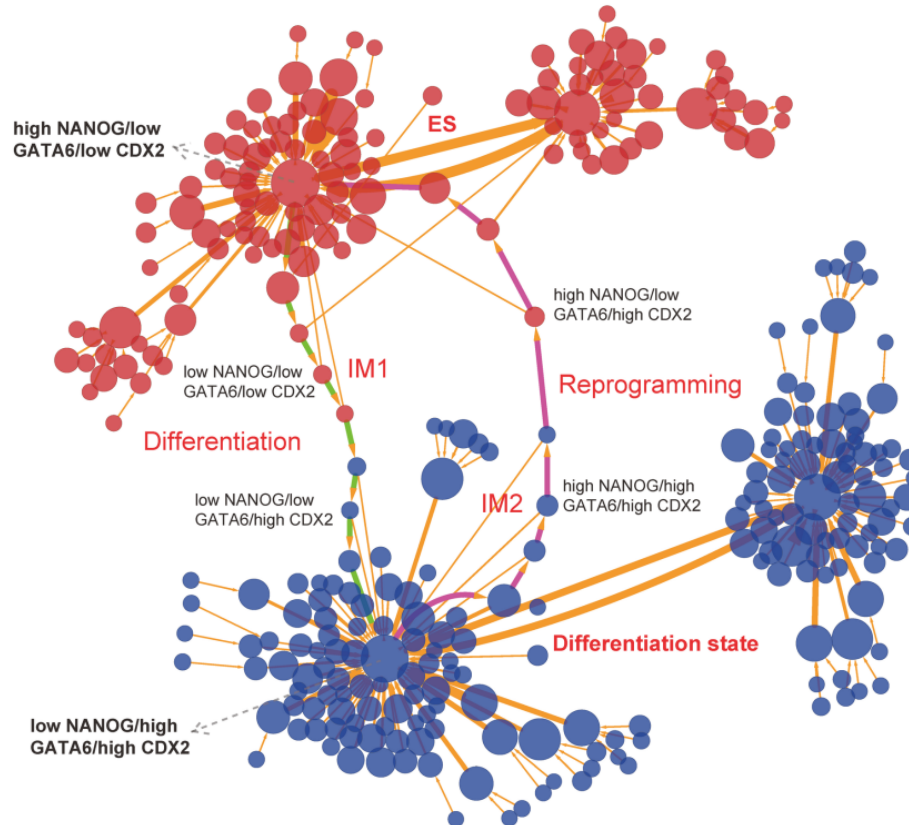 ES
high NANOG/low
GATA6/low CDX2
high NANOG/low
GATA6/high CDX2
low NANOG/low
GATA6/low CDX2
IM1
Reprogramming
Differentiation
low NANOG/low
GATA6/high CDX2
IM2
high NANOG/high
GATA6/high CDX2
Differentiation state
low NANOG/high
GATA6/high CDX2